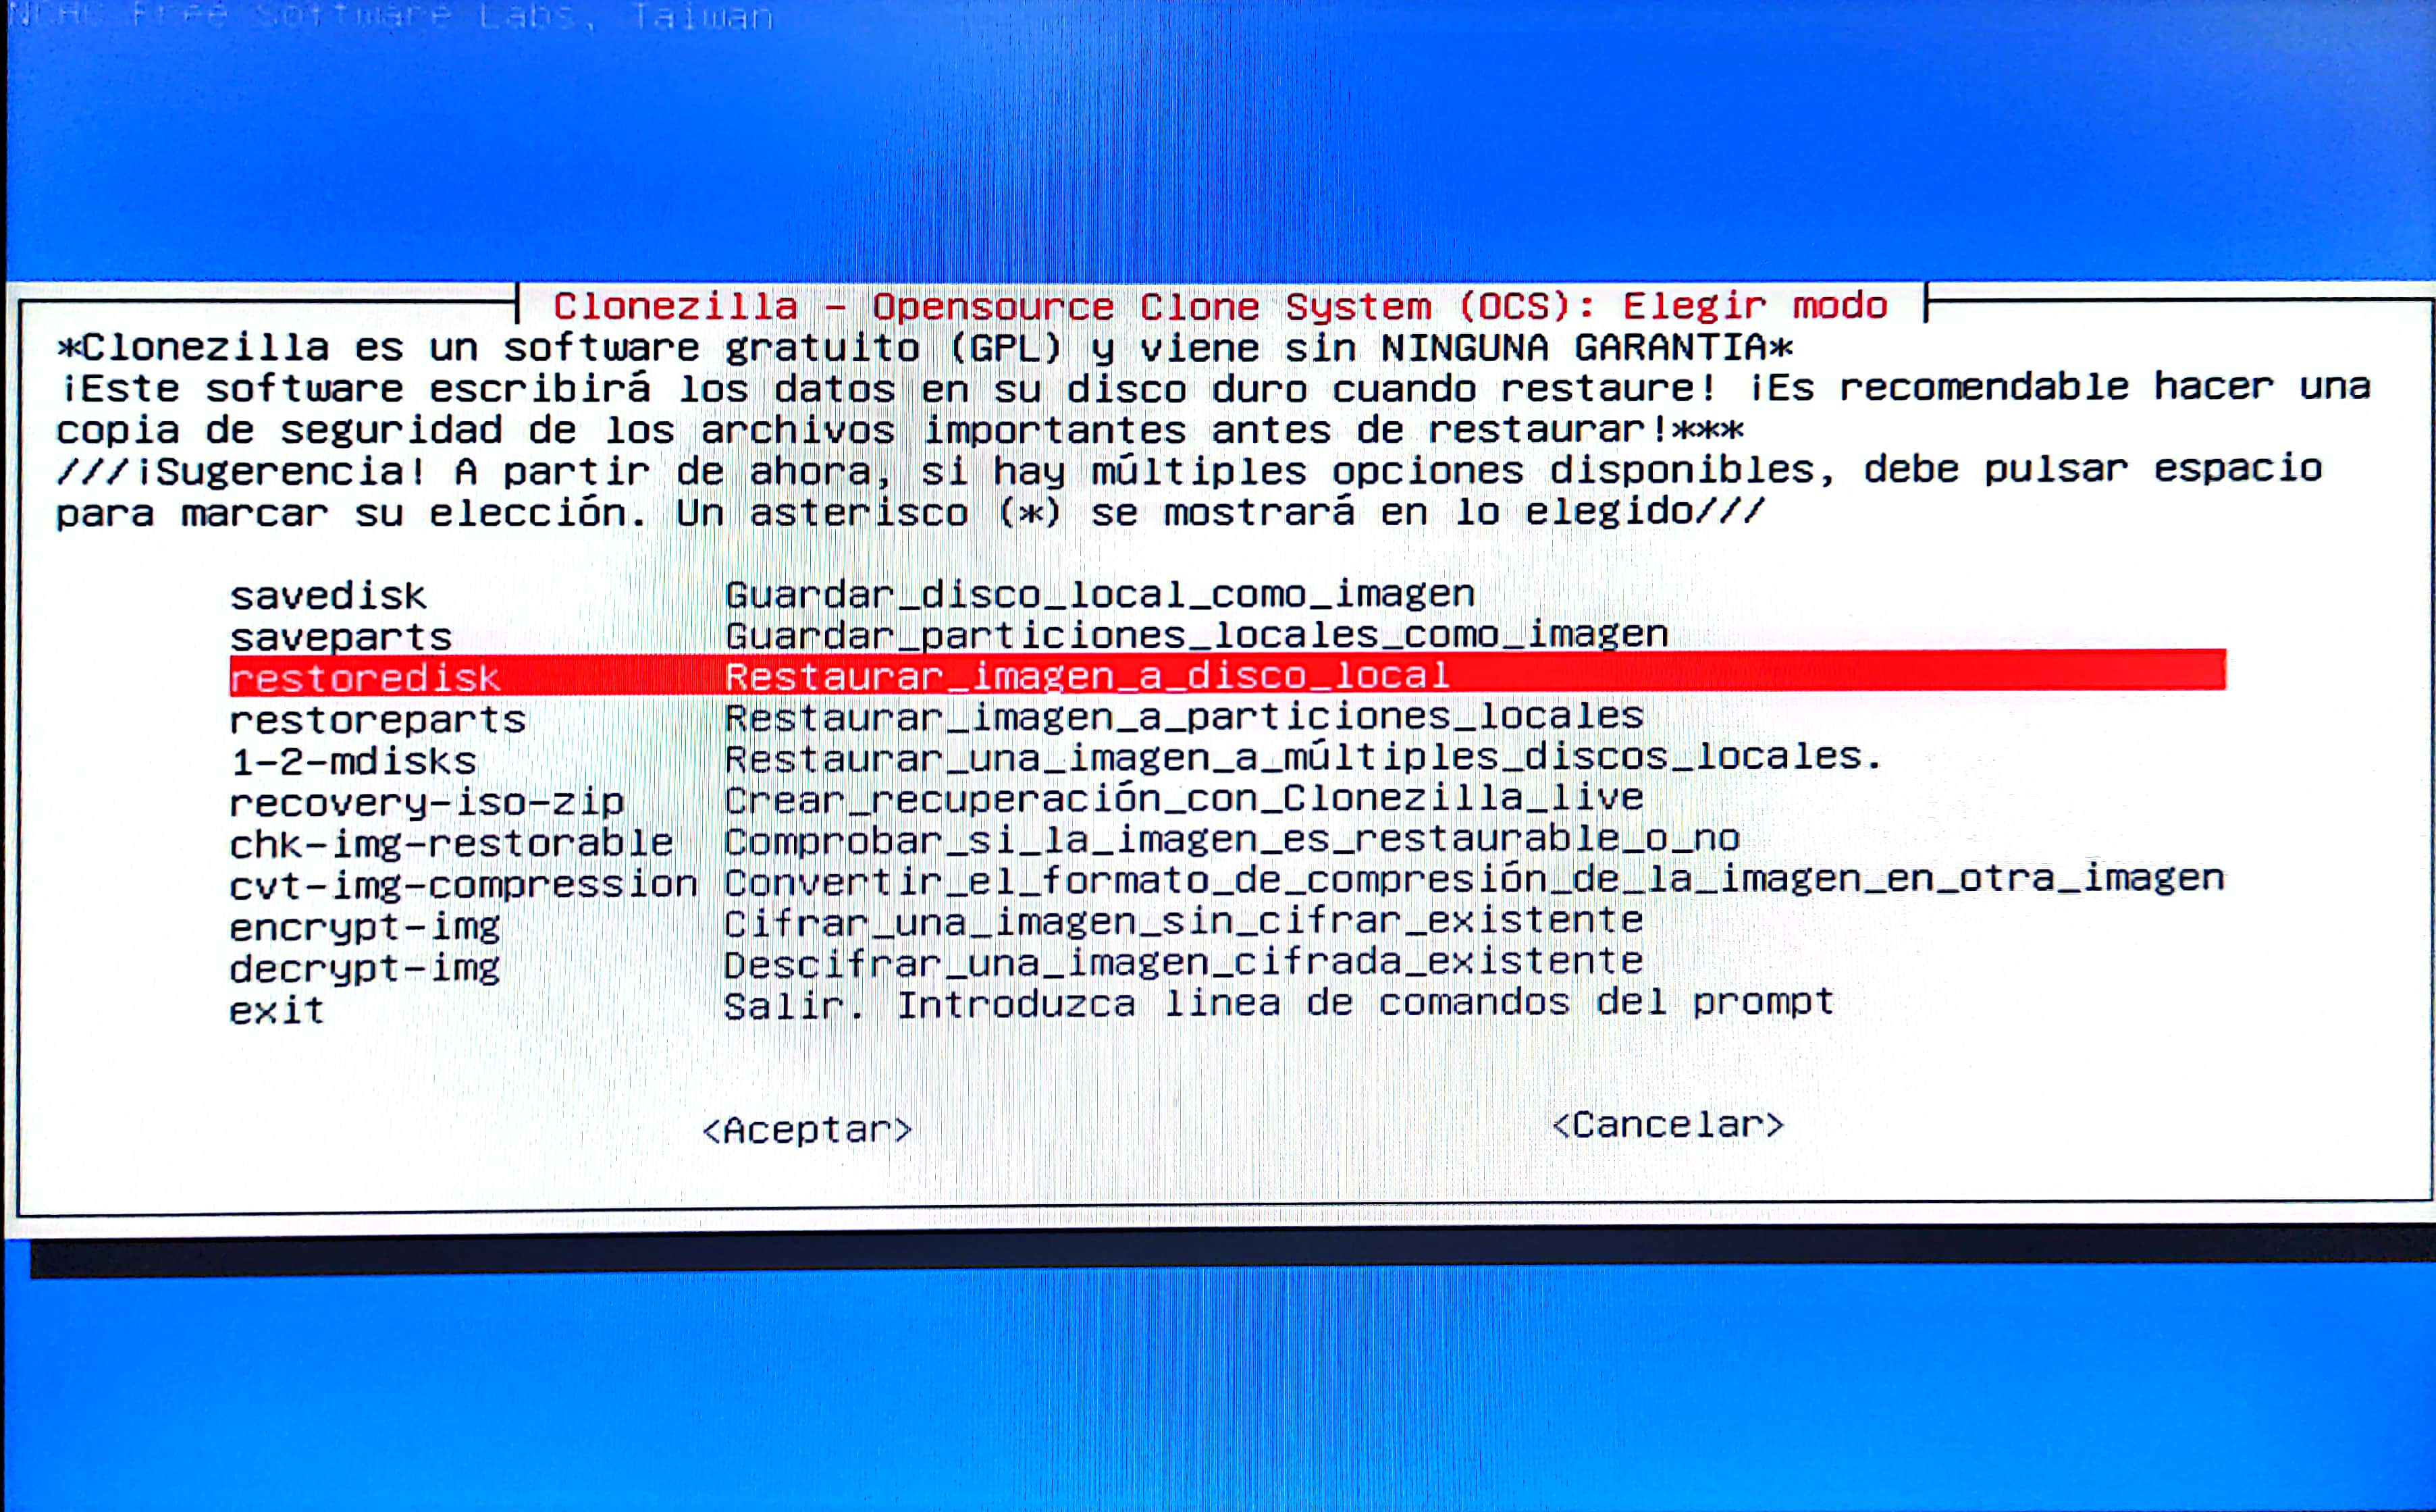 NCHC Free Software Labs, Taiwan
Clonezilla - Opensource Clone System (OCS): Elegir modo
*Clonezilla es un software gratuito (GPL) y viene sin NINGUNA GARANTIA*
¡Este software escribirá los datos en su disco duro cuando restaure! ¡Es recomendable hacer una
copia de seguridad de los archivos importantes antes de restaurar!***
///¡Sugerencia! A partir de ahora, si hay múltiples opciones disponibles, debe pulsar espacio
para marcar su elección. Un asterisco (*) se mostrará en lo elegido///
savedisk Guardar_disco_local_como_imagen
saveparts Guardar_particiones_locales_como_imagen
restoredisk Restaurar_imagen_a_disco_local
restoreparts Restaurar_imagen_a_particiones_locales
1-2-mdisks Restaurar_una_imagen_a_múltiples_discos_locales.
recovery-iso-zip Crear_recuperación_con_Clonezilla_live
chk-img-restorable Comprobar_si_la_imagen_es_restaurable_o_no
cvt-img-compression Convertir_el_formato_de_compresión_de_la_imagen_en_otra_imagen
encrypt-img Cifrar_una_imagen_sin_cifrar_existente
decrypt-img Descifrar_una_imagen_cifrada_existente
exit Salir. Introduzca linea de comandos del prompt
<Aceptar> <Cancelar>